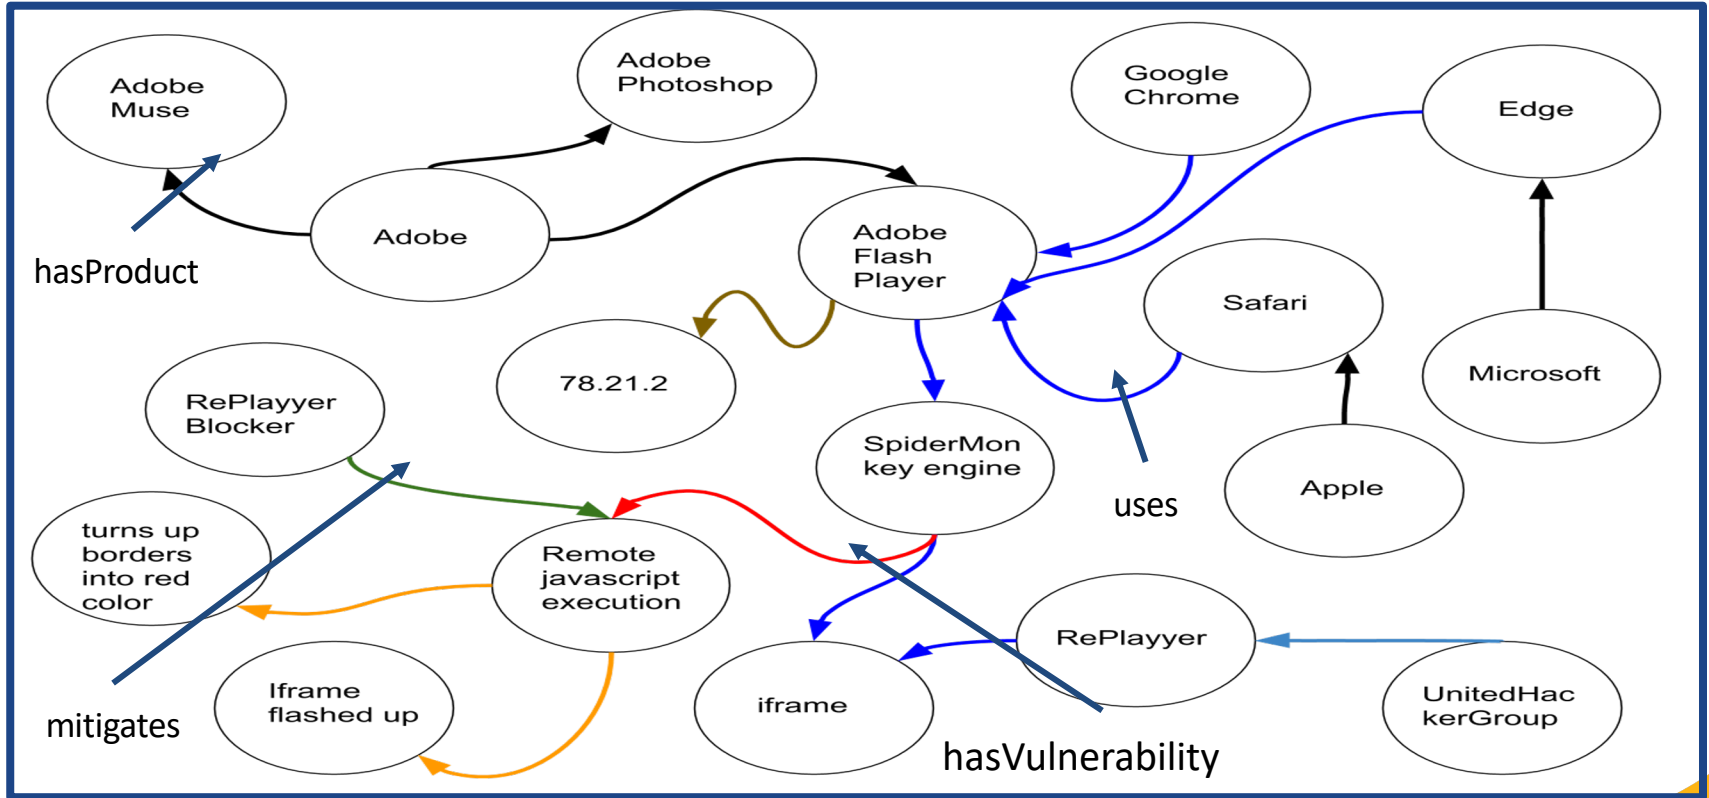 Adobe
Muse
Adobe
Photoshop
Google
Chrome
Edge
Adobe
Adobe
Flash
Player
hasProduct
Safari
78.21.2
Microsoft
RePlayyer
Blocker
SpiderMon
key engine
Apple
uses
turns up
borders
into red
color
Remote
javascript
execution
RePlayyer
Iframe
flashed up
iframe
UnitedHac
kerGroup
mitigates
hasVulnerability